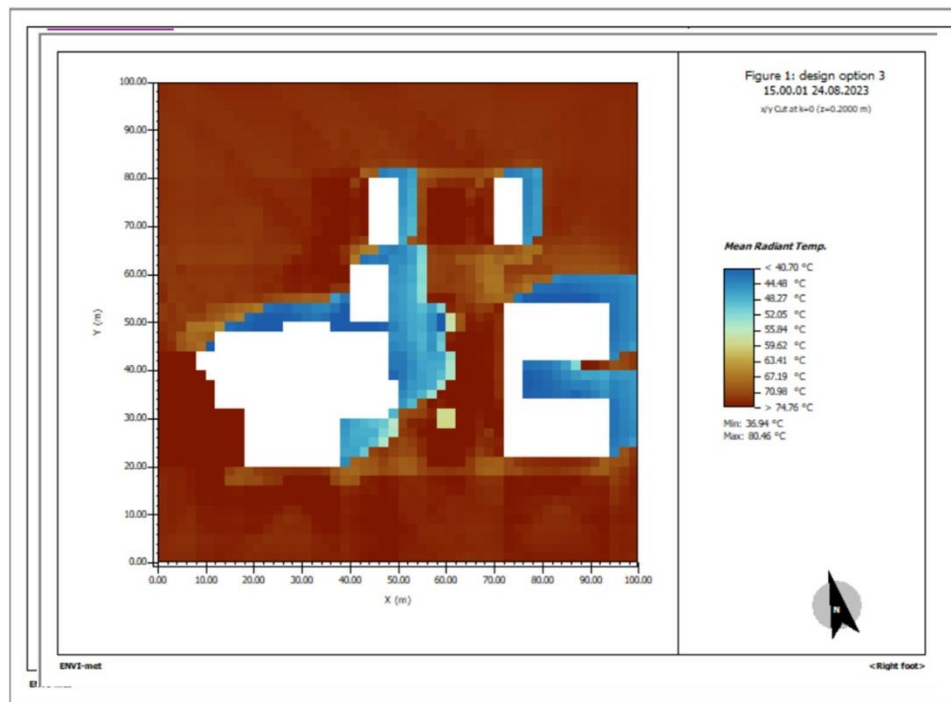 Figure 1: design option 3
15.00.01 24.08.2023
x/y Cut at k=0 (z=0.2000 m)
100.00
90.00
80.00
70.00
60.00
50.00
40.00
30.00
20.00
10.00
0.00
Y (m)
0.00 10.00 20.00 30.00 40.00 50.00 60.00 70.00 80.00 90.00 100.00
X (m)
Mean Radiant Temp.
< 40.70 °C
44.48 °C
48.27 °C
52.05 °C
55.84 °C
59.62 °C
63.41 °C
67.19 °C
70.98 °C
> 74.76 °C
Min: 36.94 °C
Max: 80.46 °C
N
ENVI-met
<Right foot>